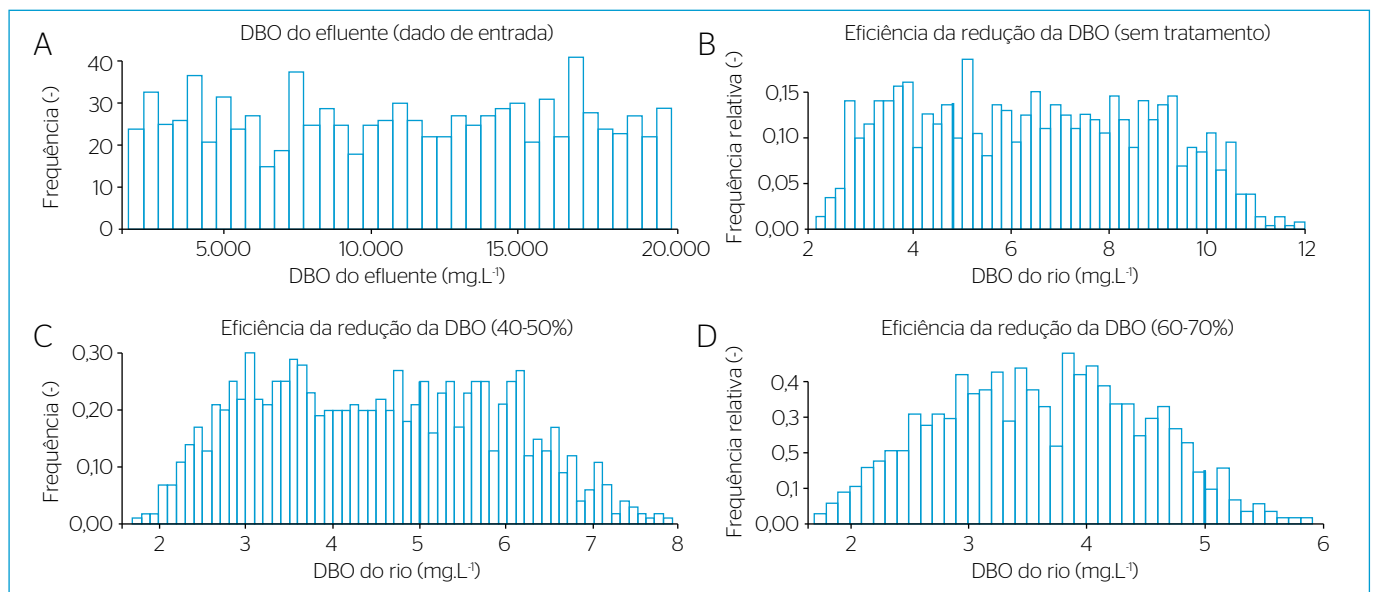 A
DBO do efluente (dado de entrada)
Frequência (-)
40
30
20
10
0
5.000 10.000 15.000 20.000
DBO do efluente (mg.L-1)
B
Eficiência da redução da DBO (sem tratamento)
Frequência relativa (-)
0,15
0,10
0,05
0,00
2 4 6 8 10 12
DBO do rio (mg.L-1)
C
Eficiência da redução da DBO (40-50%)
Frequência (-)
0,30
0,20
0,10
0,00
2 3 4 5 6 7 8
DBO do rio (mg.L-1)
D
Eficiência da redução da DBO (60-70%)
Frequência relativa (-)
0,4
0,3
0,5
0,1
0,00
2 3 4 5 6
DBO do rio (mg.L-1)